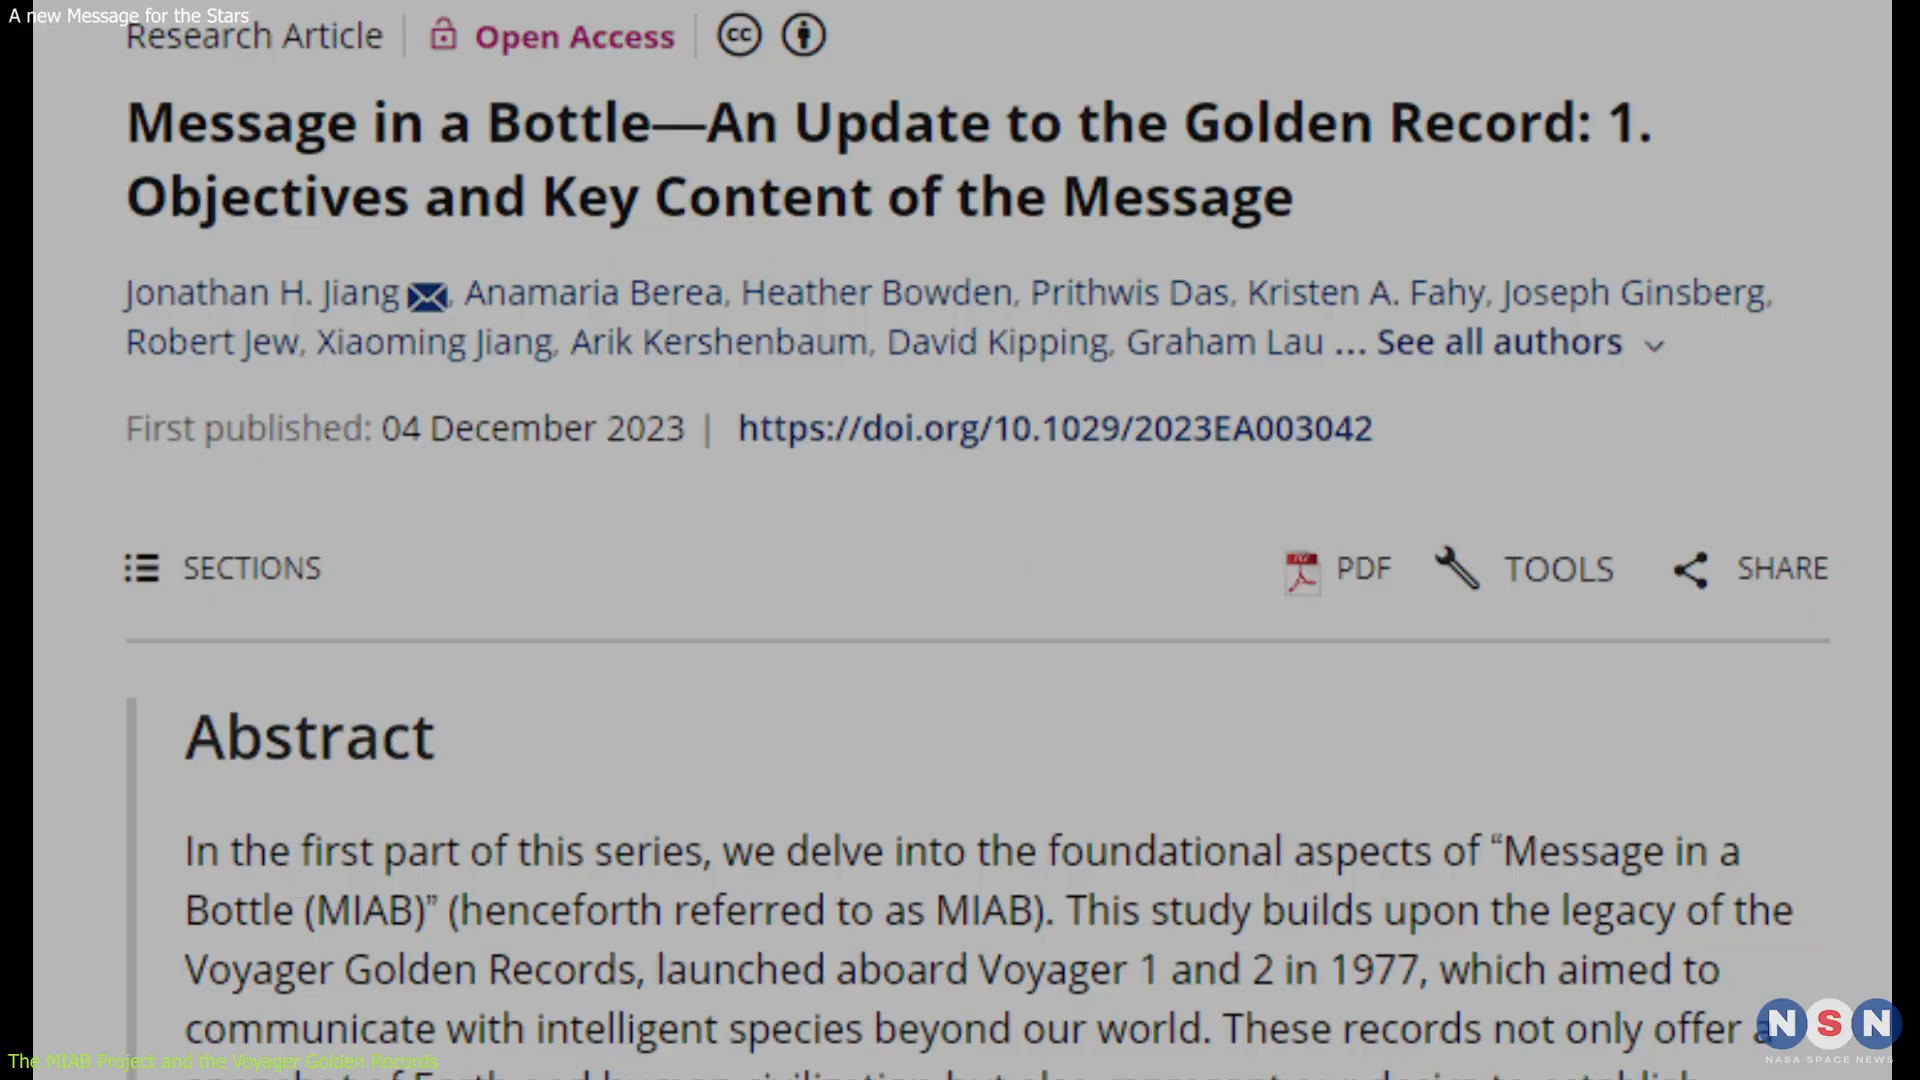 A new Message for the Stars
Research Article
Open Access
Message in a Bottle—An Update to the Golden Record: 1.
Objectives and Key Content of the Message
Jonathan H. Jiang, Anamaria Berea, Heather Bowden, Prithwis Das, Kristen A. Fahy, Joseph Ginsberg,
Robert Jew, Xiaoming Jiang, Arik Kershenbaum, David Kipping, Graham Lau ... See all authors
First published: 04 December 2023 | https://doi.org/10.1029/2023EA003042
SECTIONS
PDF
TOOLS
SHARE
Abstract
In the first part of this series, we delve into the foundational aspects of “Message in a
Bottle (MIAB)” (henceforth referred to as MIAB). This study builds upon the legacy of the
Voyager Golden Records, launched aboard Voyager 1 and 2 in 1977, which aimed to
communicate with intelligent species beyond our world. These records not only offer a
The MIAB Project and the Voyager Golden Records
NSN
NASA SPACE NEWS